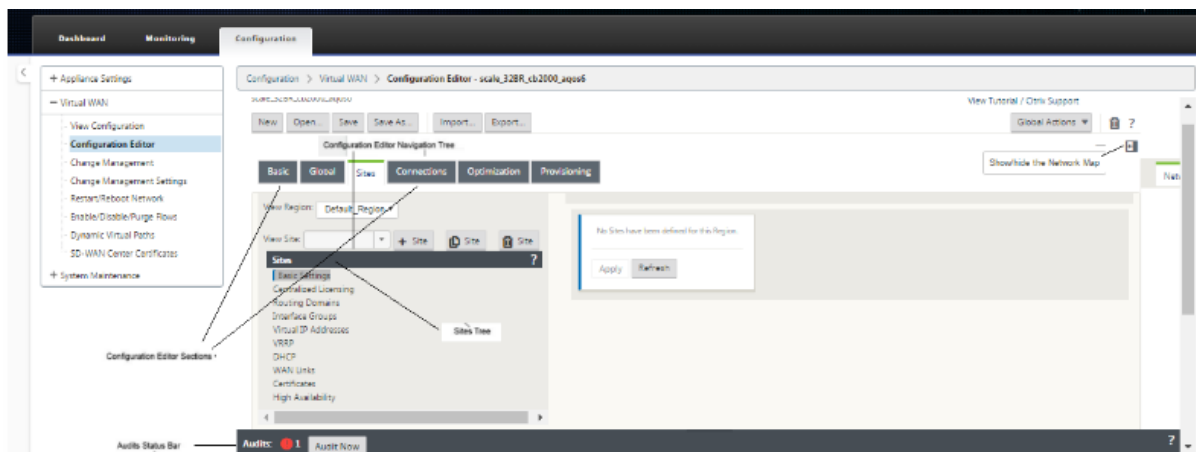 Dashboard Monitoring Configuration
+ Appliance Settings
Configuration > Virtual WAN > Configuration Editor - scale_32BR_cb2000_aqos6
− Virtual WAN
View Tutorial / Citrix Support
View Configuration
New Open... Save Save As... Import... Export... Global Actions ?
Configuration Editor
Configuration Editor Navigation Tree
Change Management
Show/hide the Network Map
Basic Global Sites Connections Optimization Provisioning
Change Management Settings
Restart/Reboot Network
View Region: Default_Region
Enable/Disable/Purge Flows
Dynamic Virtual Paths
No Sites have been defined for this Region.
View Site: + Site Site Site
SD-WAN Center Certificates
Sites ?
+ System Maintenance
Apply Refresh
Basic Settings
Centralized Licensing
Routing Domains
Interface Groups
Virtual IP Addresses
Sites Tree
VRRP
Configuration Editor Sections
DHCP
WAN Links
Certificates
High Availability
Audits Status Bar
Audits: 1 Audit Now ?